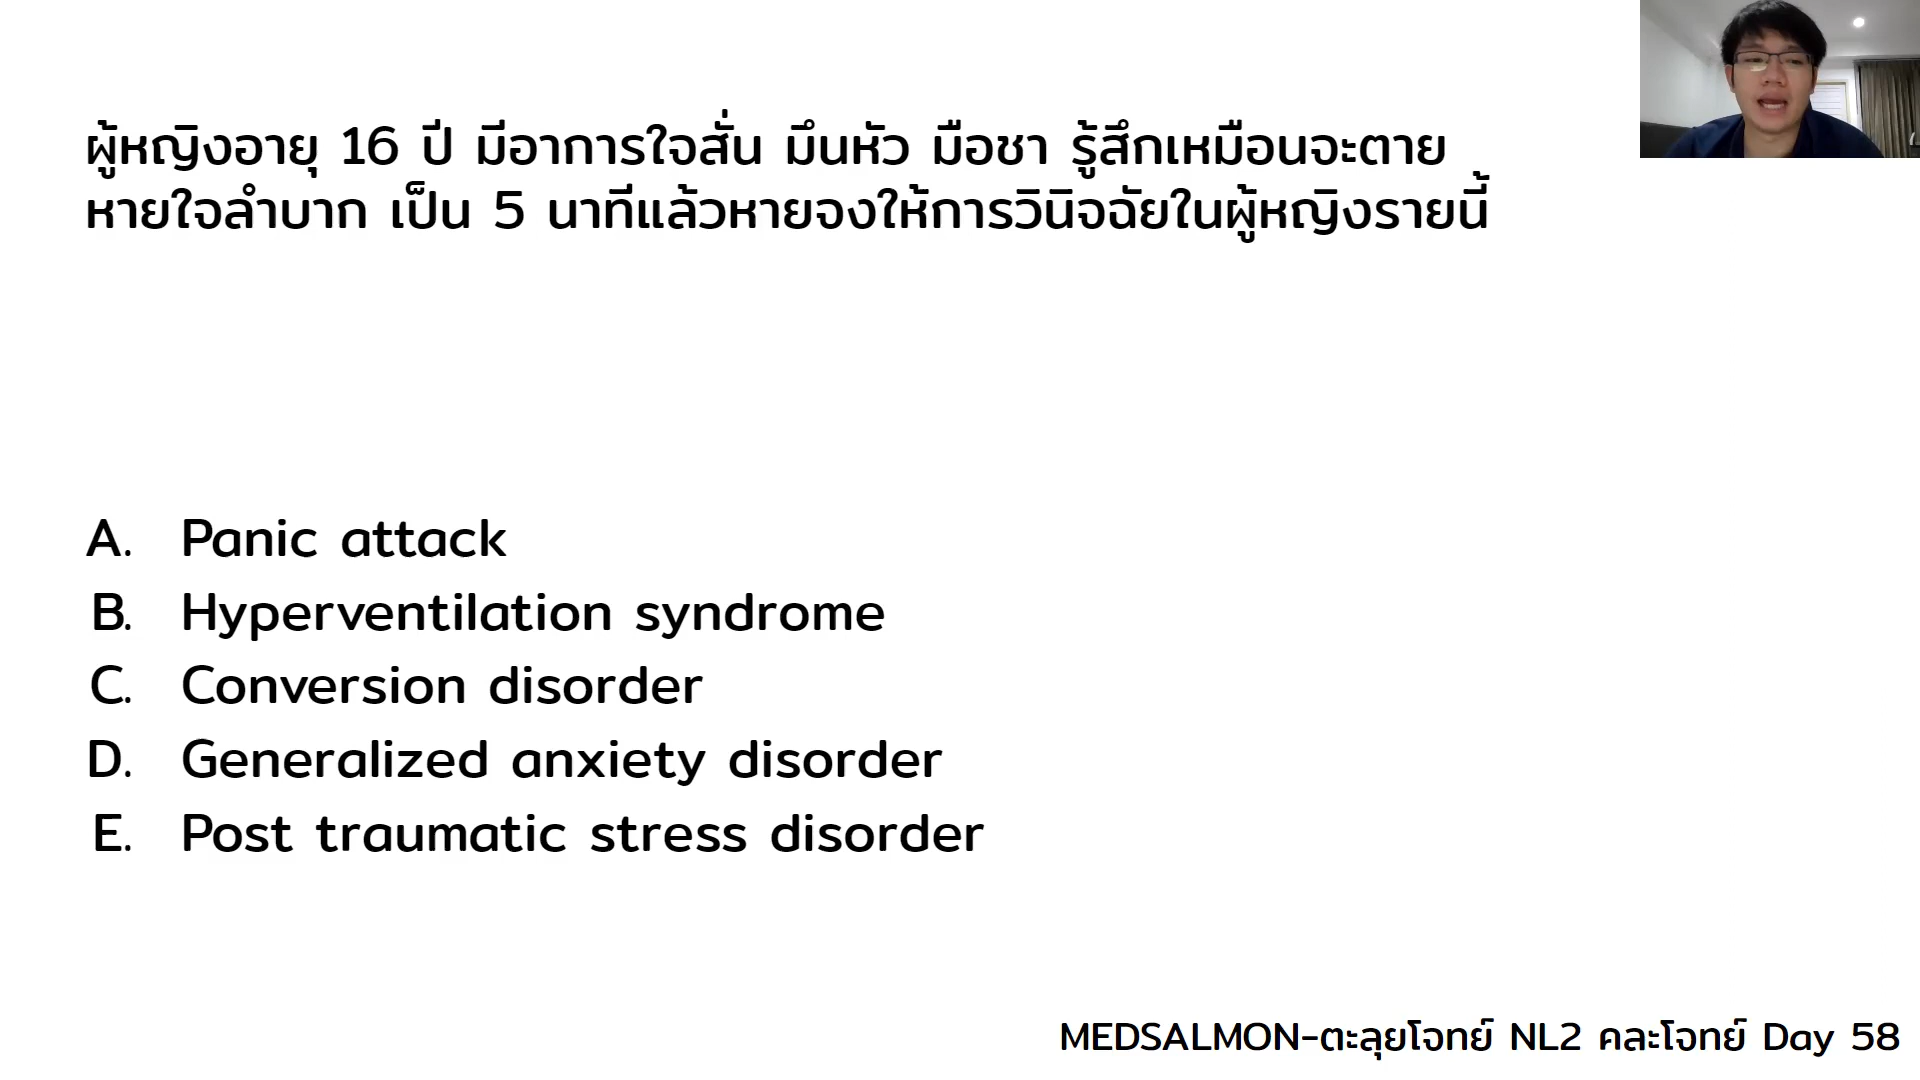 ผู้หญิงอายุ 16 ปี มีอาการใจสั่น มึนหัว มือชา รู้สึกเหมือนจะตาย
หายใจลำบาก เป็น 5 นาทีแล้วหายจงให้การวินิจฉัยในผู้หญิงรายนี้
A. Panic attack
B. Hyperventilation syndrome
C. Conversion disorder
D. Generalized anxiety disorder
E. Post traumatic stress disorder
MEDSALMON-ตะลุยโจทย์ NL2 คละโจทย์ Day 58